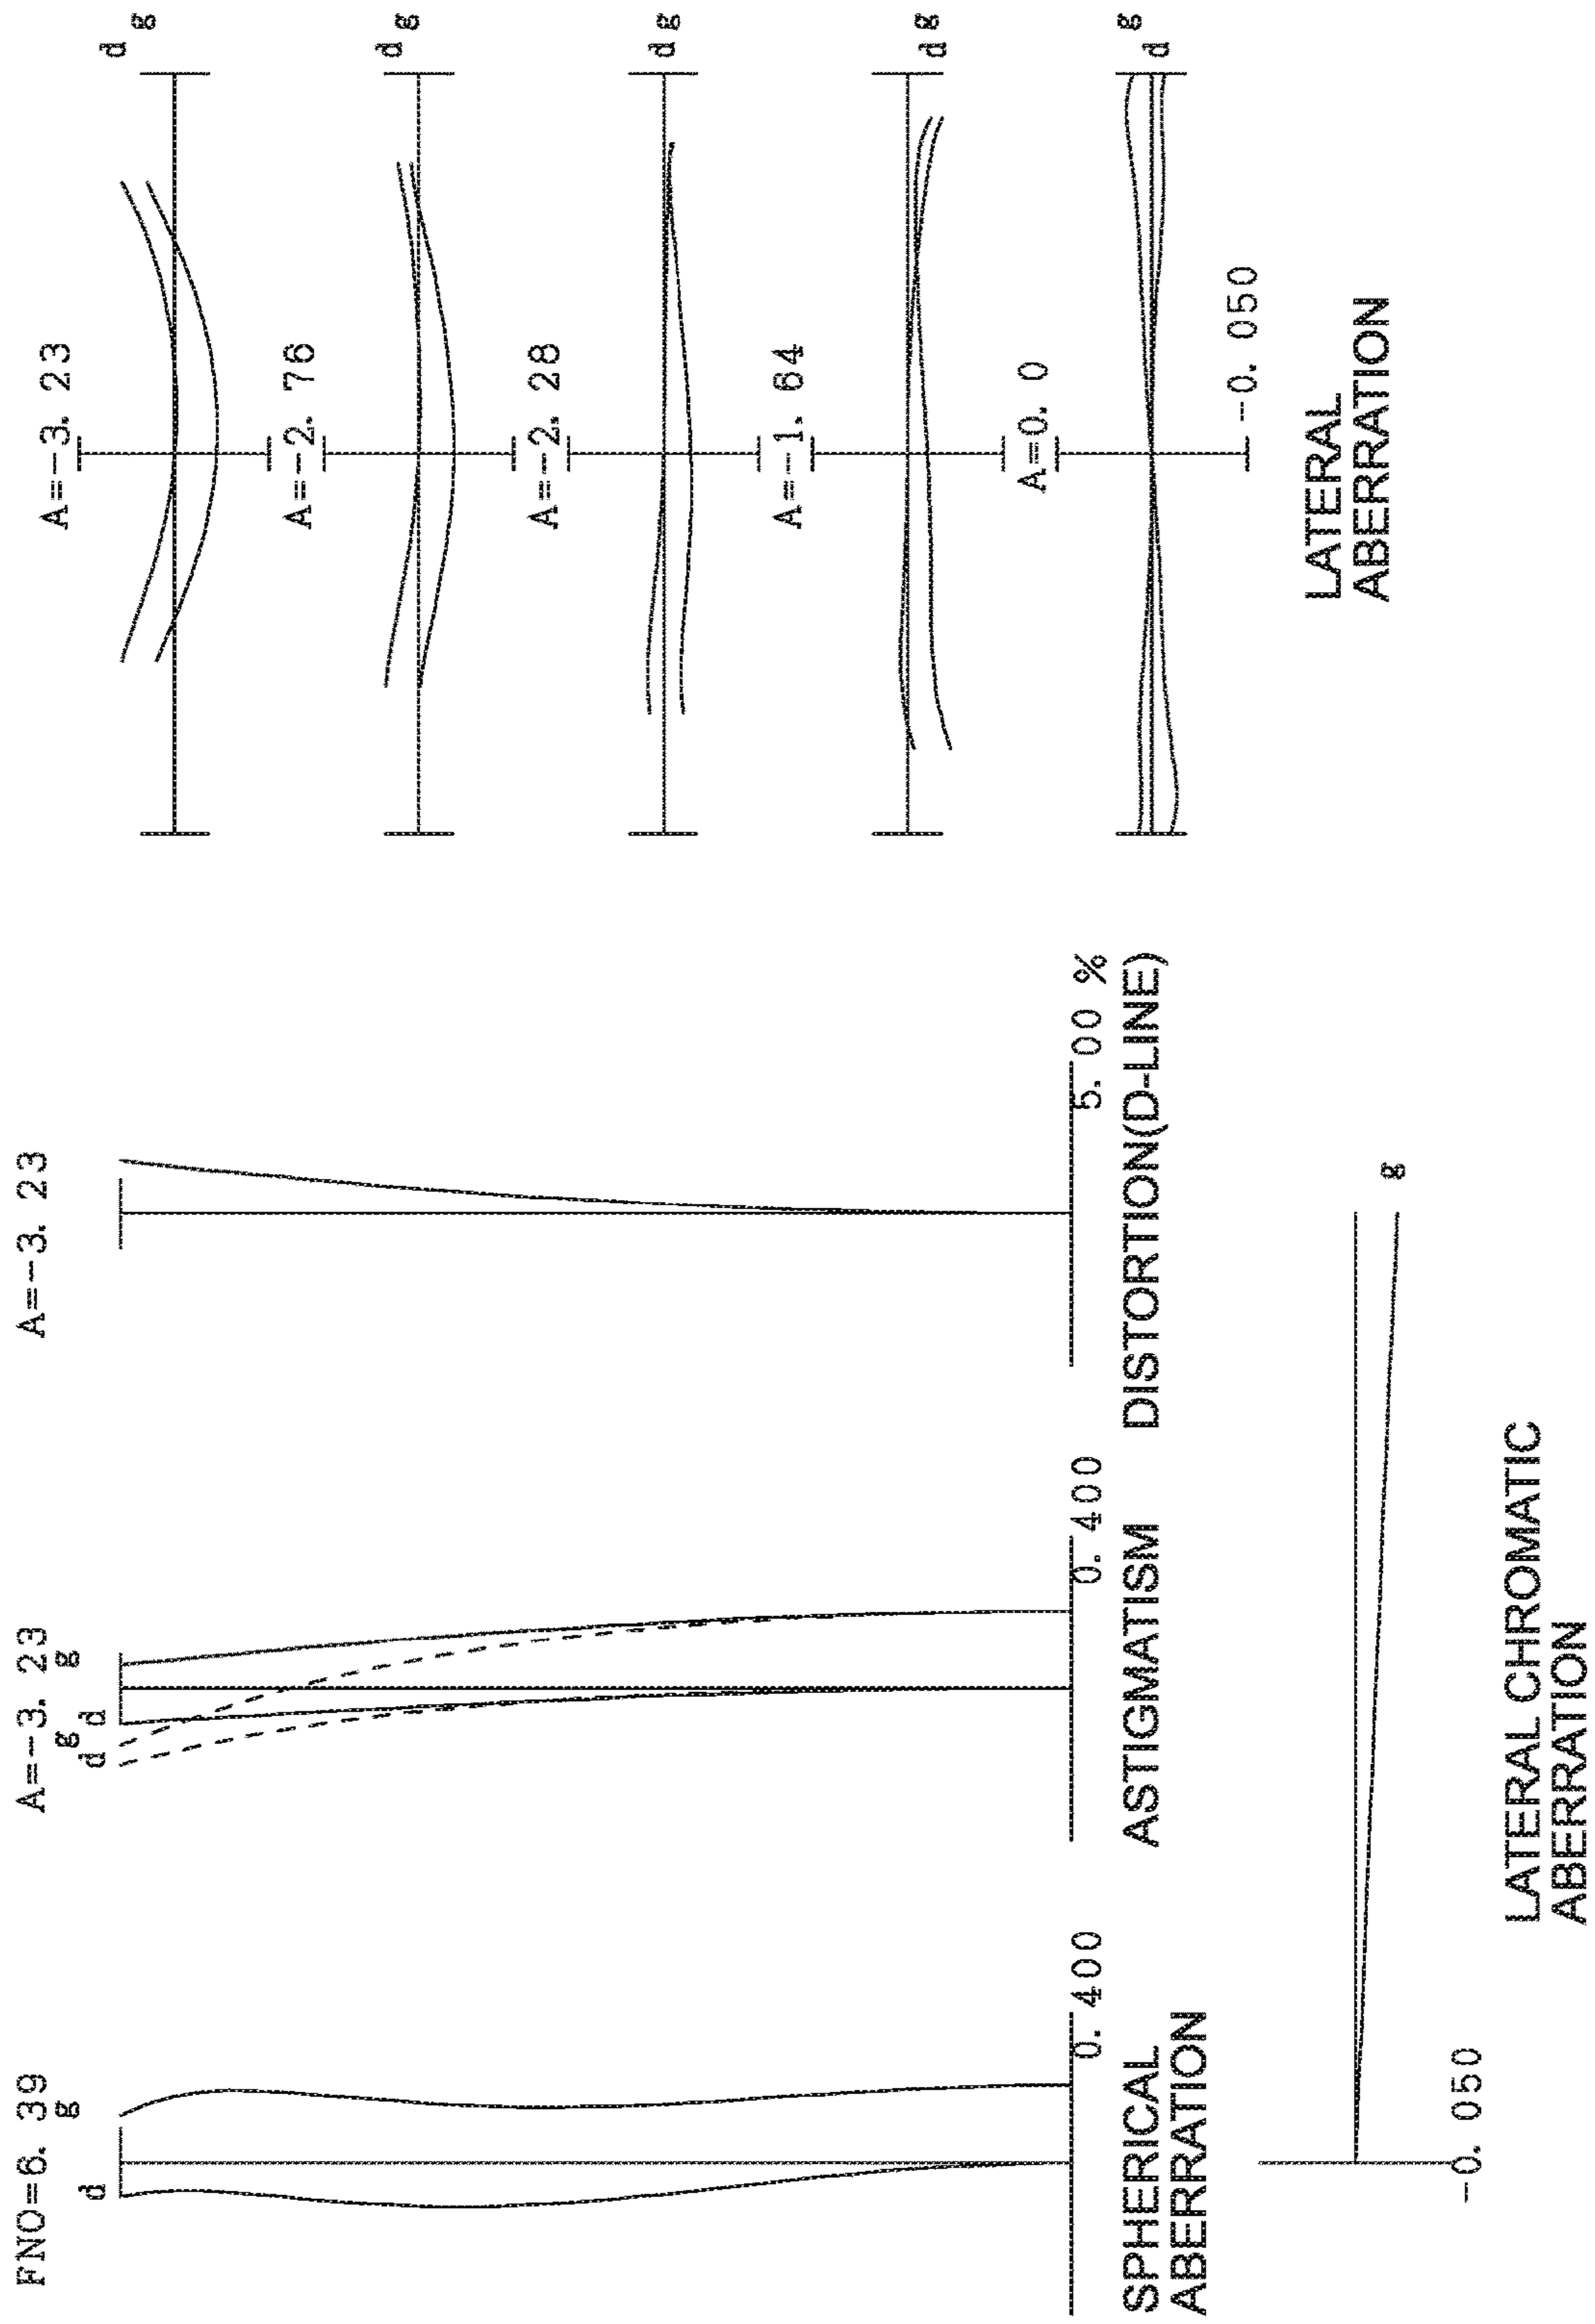 FNO=6. 39
g
d
0. 400
SPHERICAL
ABERRATION
A=-3. 23
g
g
d
d
0. 400
ASTIGMATISM
A=-3. 23
5. 00 %
DISTORTION(D-LINE)
g
-0. 050
LATERAL CHROMATIC
ABERRATION
A=-3. 23
d
g
A=-2. 76
d
g
A=-2. 28
d
g
A=-1. 64
g
d
A=0. 0
g
d
-0. 050
LATERAL
ABERRATION